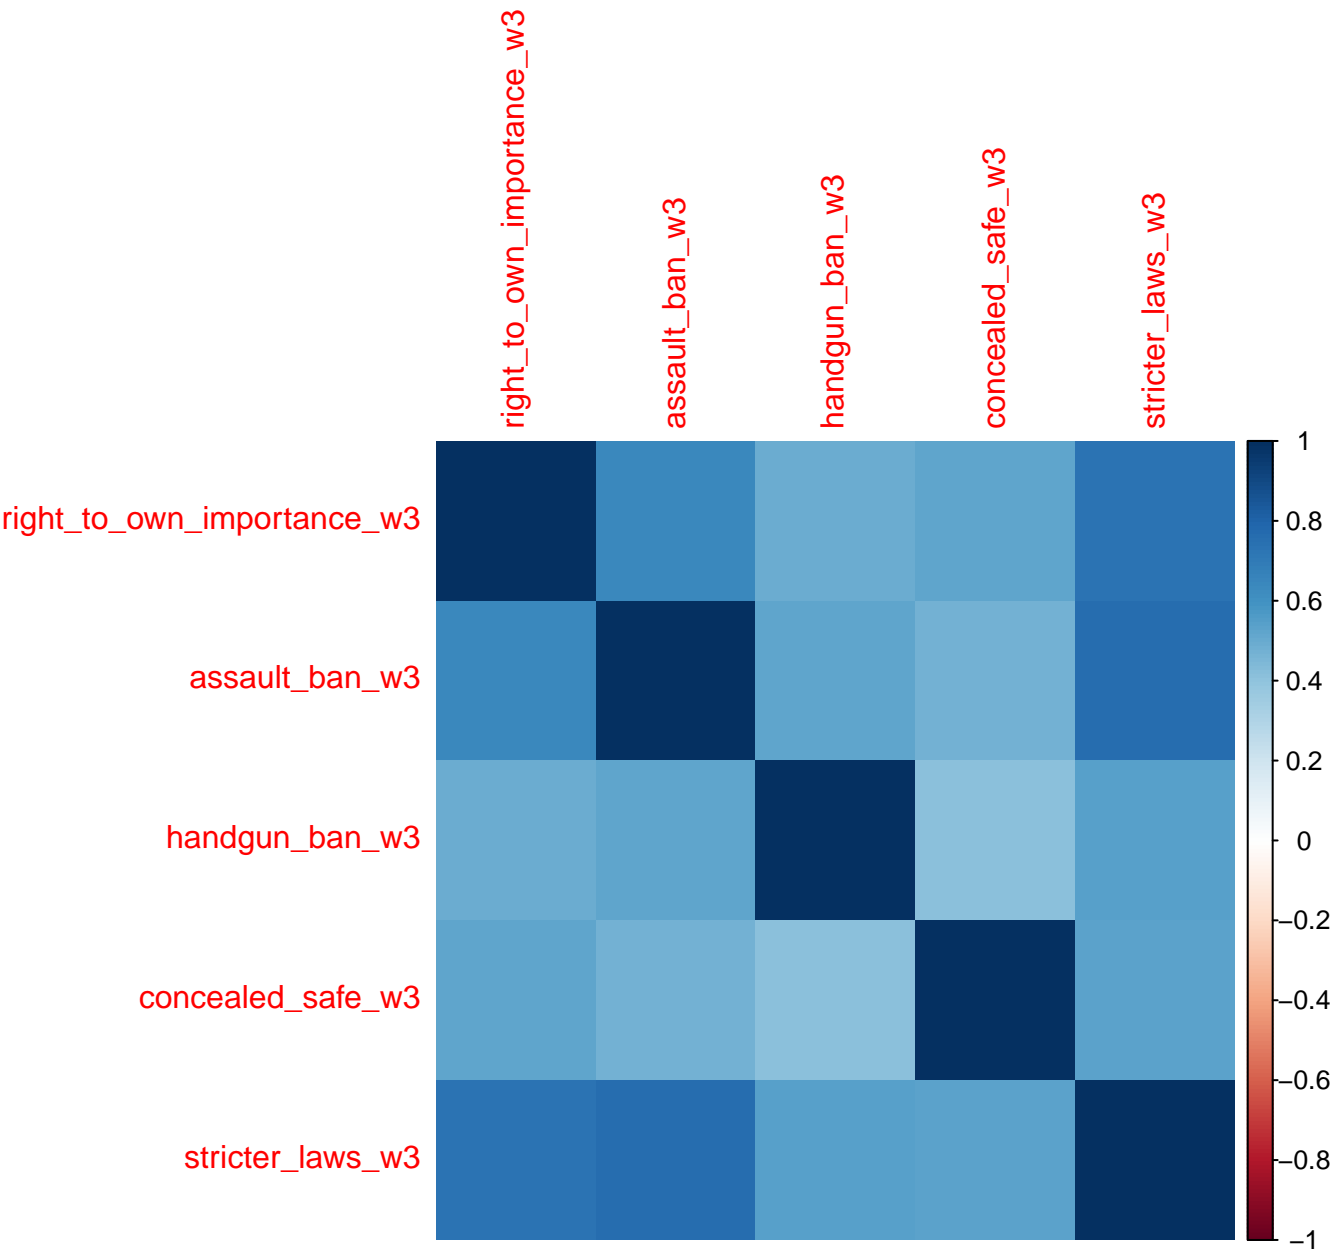 right_to_own_importance_w3
assault_ban_w3
handgun_ban_w3
concealed_safe_w3
stricter_laws_w3
right_to_own_importance_w3
assault_ban_w3
handgun_ban_w3
concealed_safe_w3
stricter_laws_w3
1
0.8
0.6
0.4
0.2
0
−0.2
−0.4
−0.6
−0.8
−1